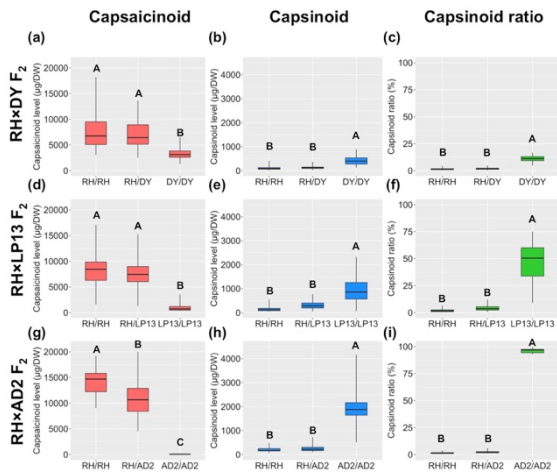 Capsaicinoid Capsinoid Capsinoid ratio
RH×DY F2
(a)
Capsaicinoid level (µg/DW)
20000
15000
10000
5000
0
A A B
RH/RH RH/DY DY/DY
(b)
Capsinoid level (µg/DW)
4000
3000
2000
1000
0
B B A
RH/RH RH/DY DY/DY
(c)
Capsinoid ratio (%)
100
75
50
25
0
B B A
RH/RH RH/DY DY/DY
RH×LP13 F2
(d)
Capsaicinoid level (µg/DW)
20000
15000
10000
5000
0
A A B
RH/RH RH/LP13 LP13/LP13
(e)
Capsinoid level (µg/DW)
4000
3000
2000
1000
0
B B A
RH/RH RH/LP13 LP13/LP13
(f)
Capsinoid ratio (%)
100
75
50
25
0
B B A
RH/RH RH/LP13 LP13/LP13
RH×AD2 F2
(g)
Capsaicinoid level (µg/DW)
20000
15000
10000
5000
0
A B C
RH/RH RH/AD2 AD2/AD2
(h)
Capsinoid level (µg/DW)
4000
3000
2000
1000
0
B B A
RH/RH RH/AD2 AD2/AD2
(i)
Capsinoid ratio (%)
100
75
50
25
0
B B A
RH/RH RH/AD2 AD2/AD2